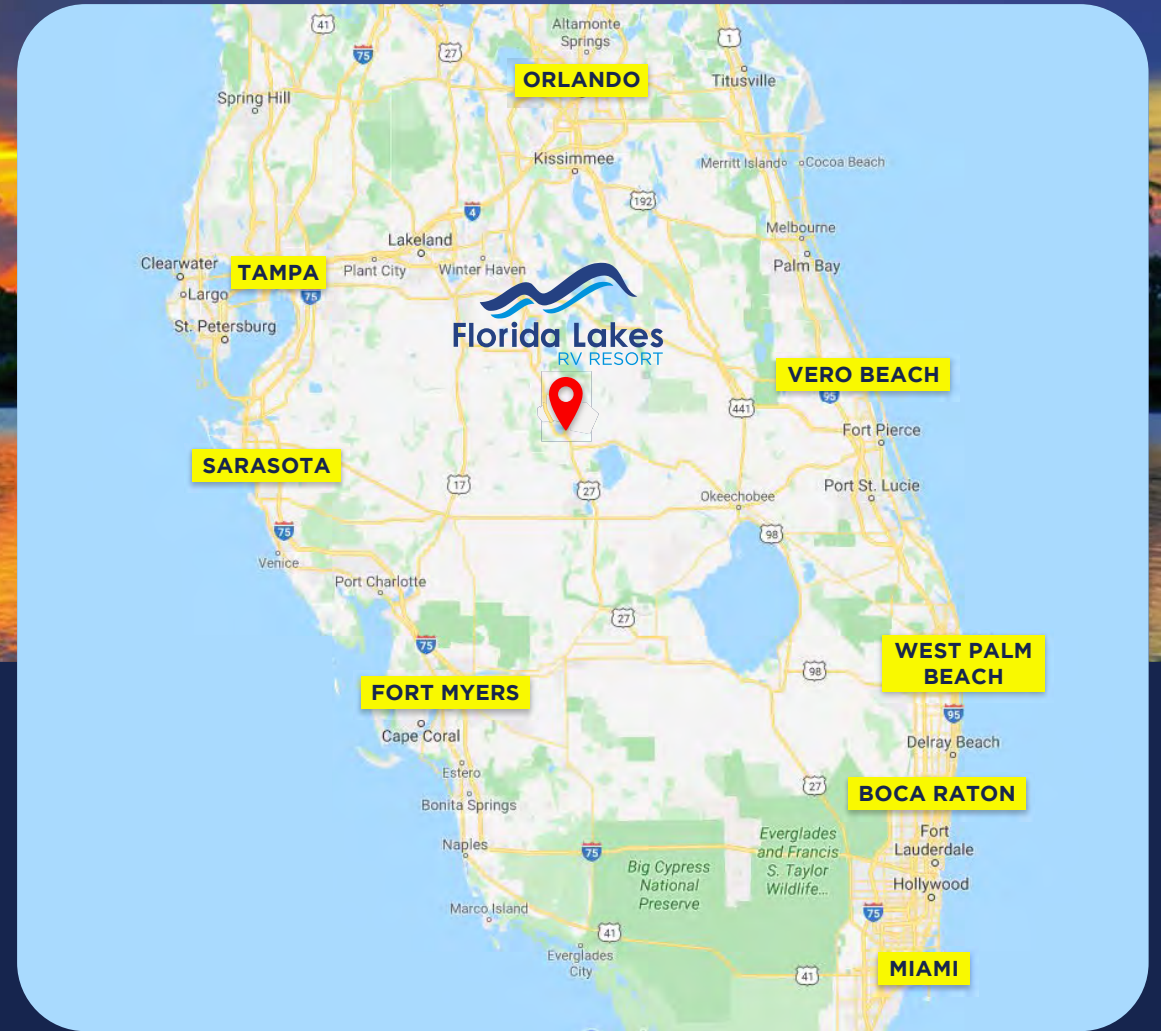 41
75
27
Altamonte
Springs
1
ORLANDO
Titusville
Spring Hill
Kissimmee
Merritt Island
Cocoa Beach
192
4
Melbourne
Lakeland
Clearwater
TAMPA
Plant City
Winter Haven
Palm Bay
Largo
75
St. Petersburg
Florida Lakes
RV RESORT
VERO BEACH
95
441
Fort Pierce
SARASOTA
17
27
Okeechobee
Port St. Lucie
75
98
Venice
Port Charlotte
27
75
WEST PALM
BEACH
98
FORT MYERS
95
Cape Coral
Delray Beach
Estero
27
BOCA RATON
Bonita Springs
Naples
75
Everglades
and Francis
S. Taylor
Wildlife...
Fort
Lauderdale
Big Cypress
National
Preserve
Hollywood
Marco Island
75
41
Everglades
City
41
MIAMI